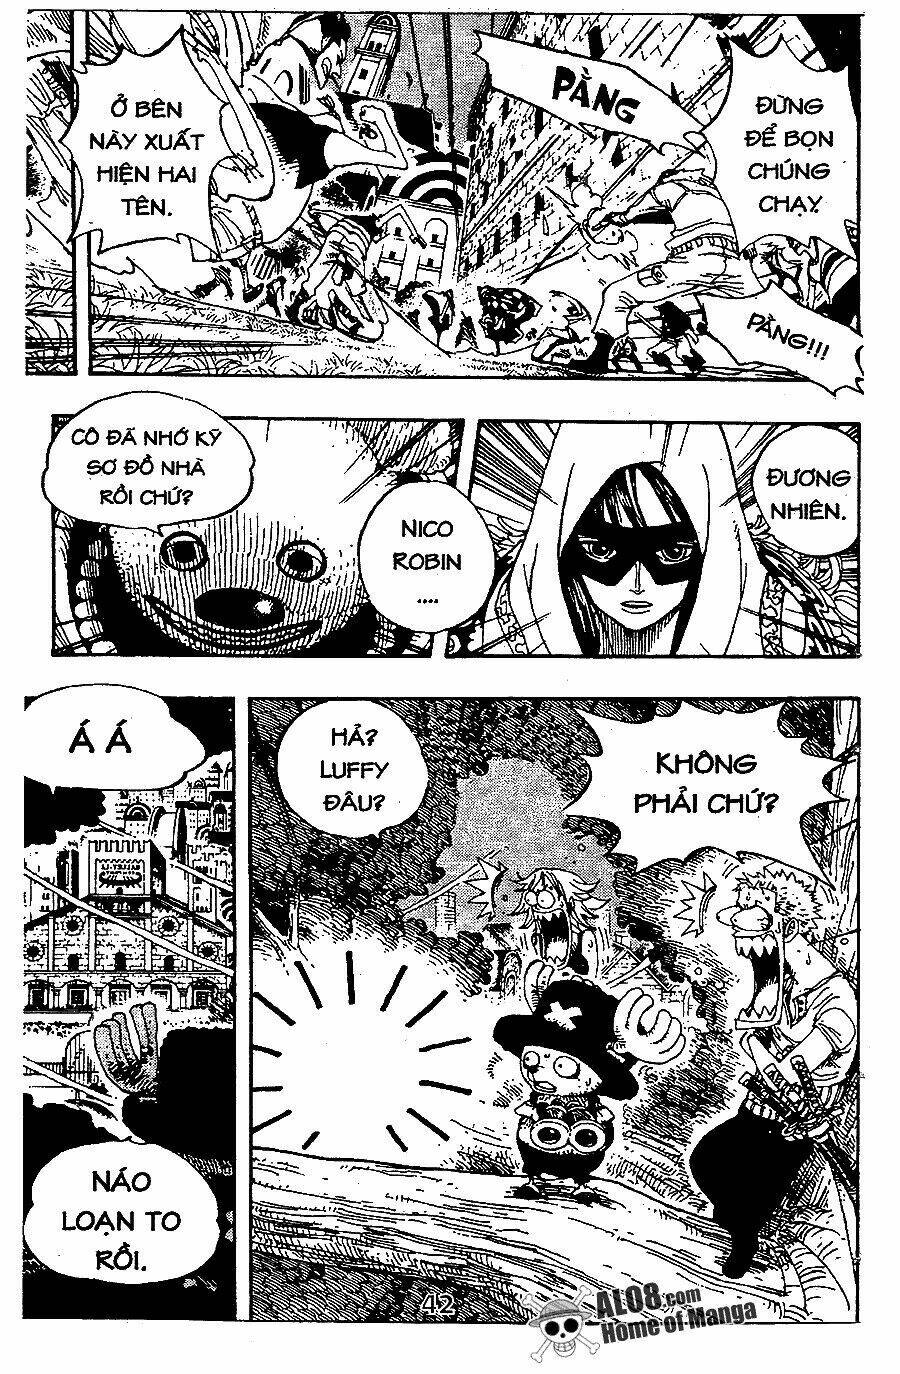 ĐỪNG
ĐỂ BỌN
CHÚNG
CHẠY.
PẰNG
PẰNG!!!
Ở BÊN
NÀY XUẤT
HIỆN HAI
TÊN.
ĐƯƠNG
NHIÊN.
NICO
ROBIN
....
CÔ ĐÃ NHỚ KỸ
SƠ ĐỒ NHÀ
RỒI CHỨ?
KHÔNG
PHẢI CHỨ?
HẢ?
LUFFY
ĐÂU?
Á Á
NÁO
LOẠN TO
RỒI.
42
ALO8.com
Home of Manga